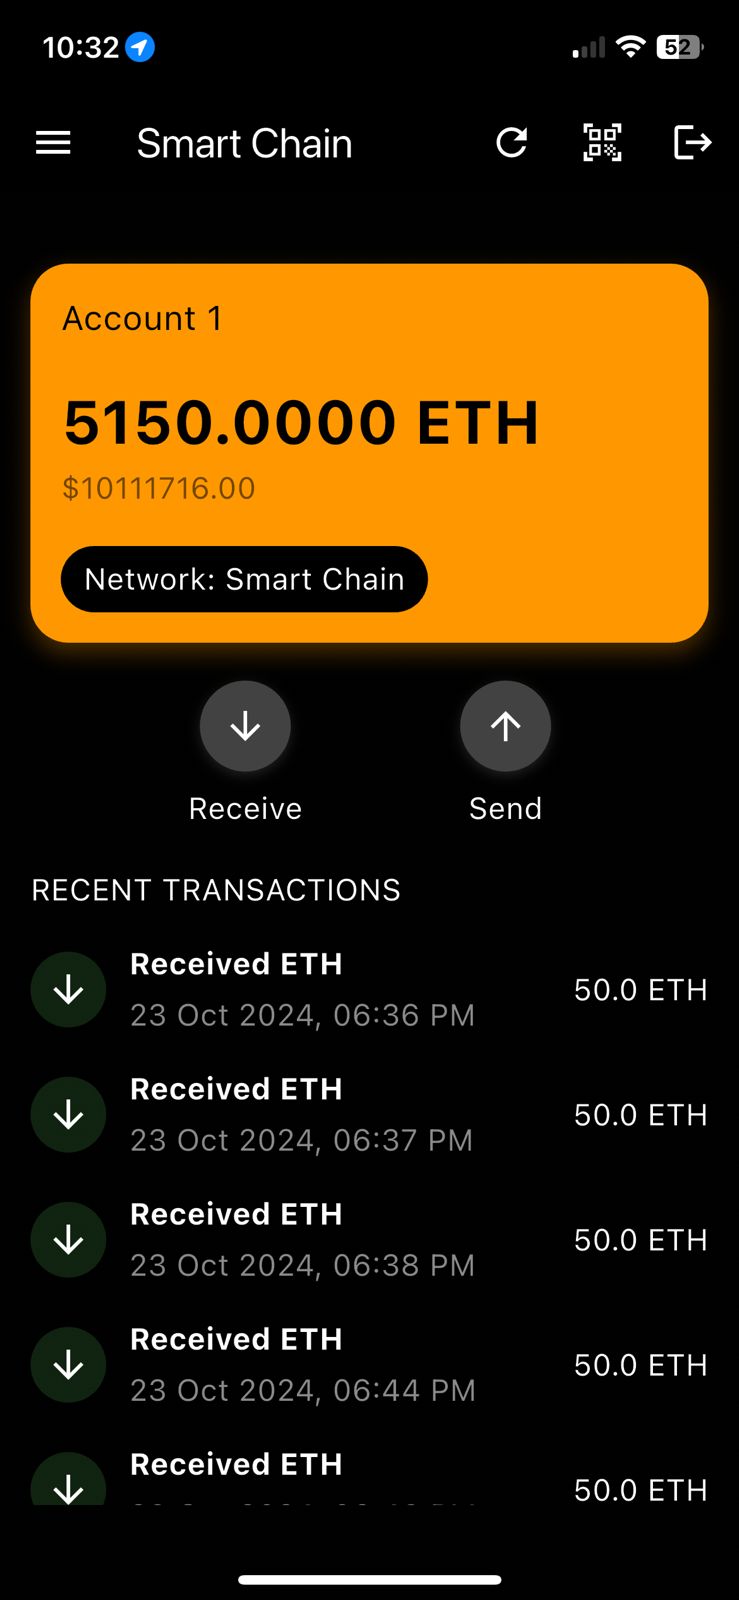 10:32
52
Smart Chain
Account 1
5150.0000 ETH
$10111716.00
Network: Smart Chain
Receive
Send
RECENT TRANSACTIONS
Received ETH
50.0 ETH
23 Oct 2024, 06:36 PM
Received ETH
50.0 ETH
23 Oct 2024, 06:37 PM
Received ETH
50.0 ETH
23 Oct 2024, 06:38 PM
Received ETH
50.0 ETH
23 Oct 2024, 06:44 PM
Received ETH
50.0 ETH